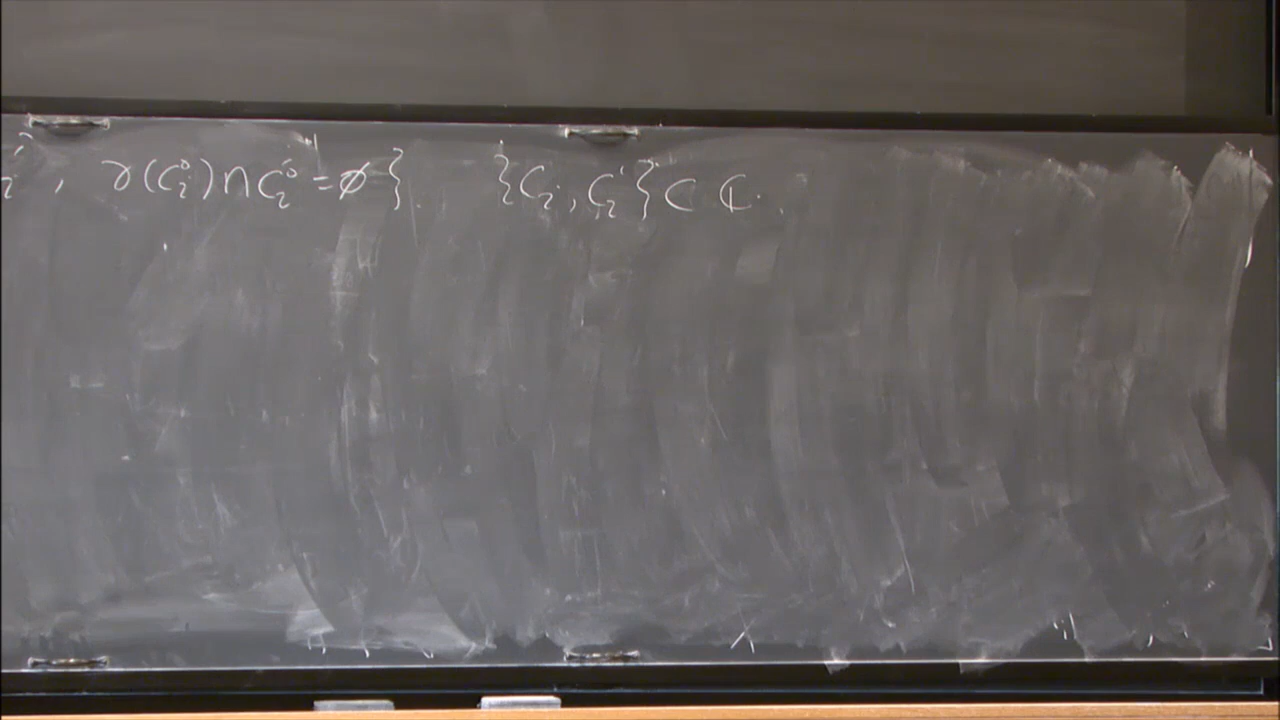 , γ(C_i^o) ∩ C_i'^o = ∅}. {C_i, C_i'} ⊂ ℂ.